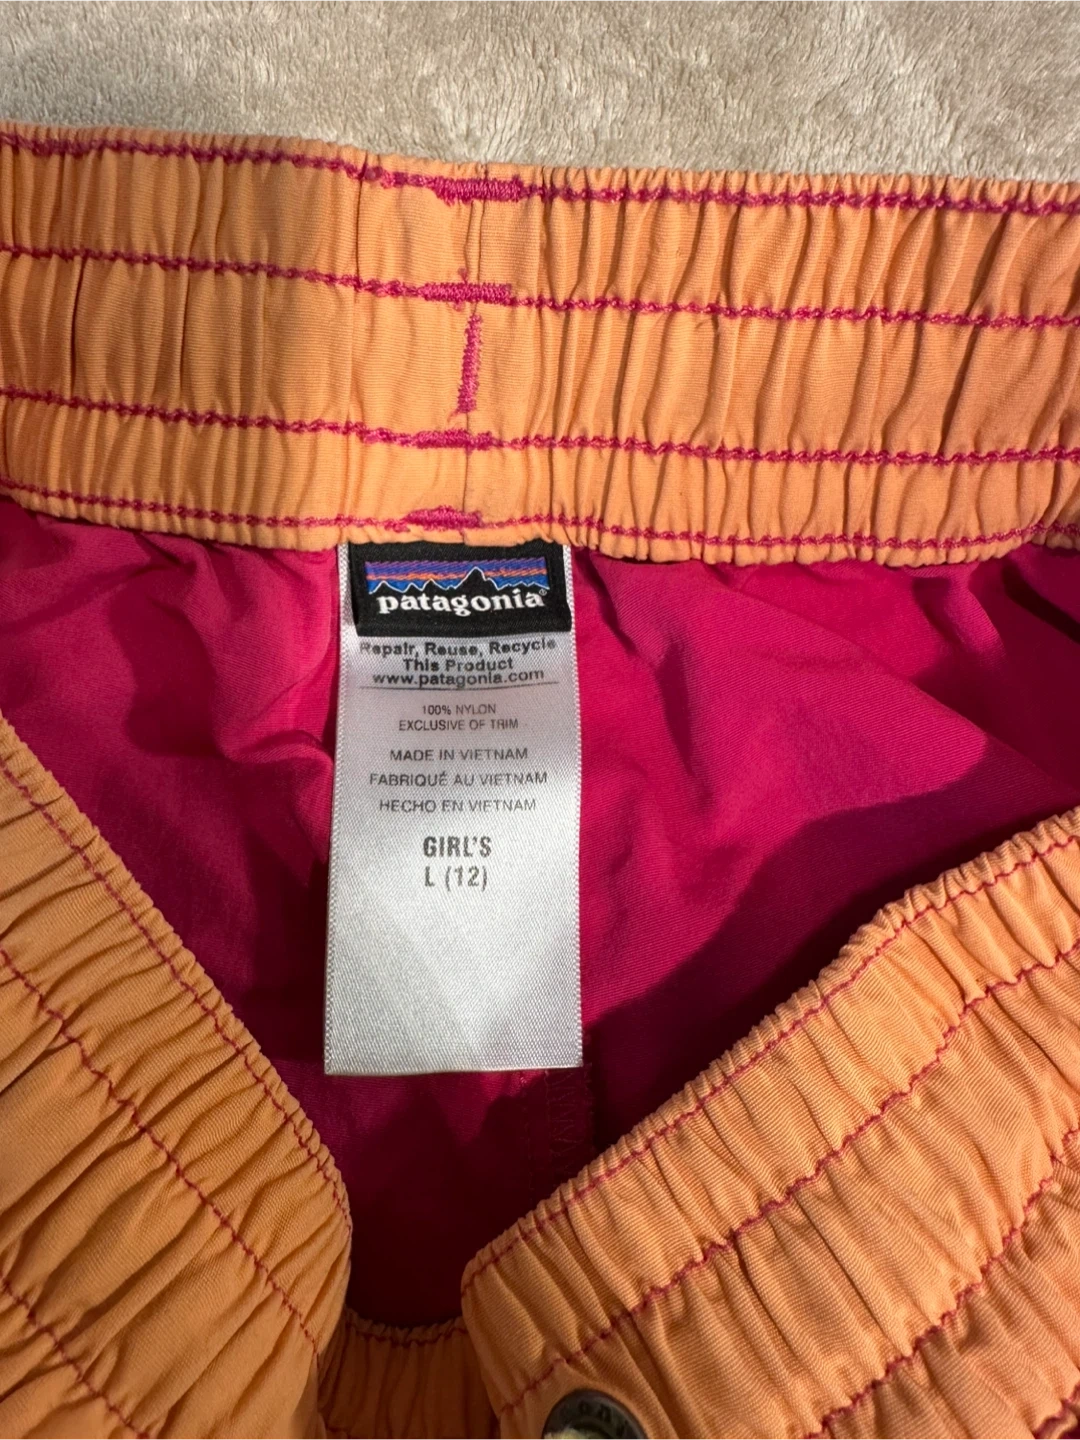 patagonia®
Repair, Reuse, Recycle
This Product
www.patagonia.com
100% NYLON
EXCLUSIVE OF TRIM
MADE IN VIETNAM
FABRIQUÉ AU VIETNAM
HECHO EN VIETNAM
GIRL'S
L (12)